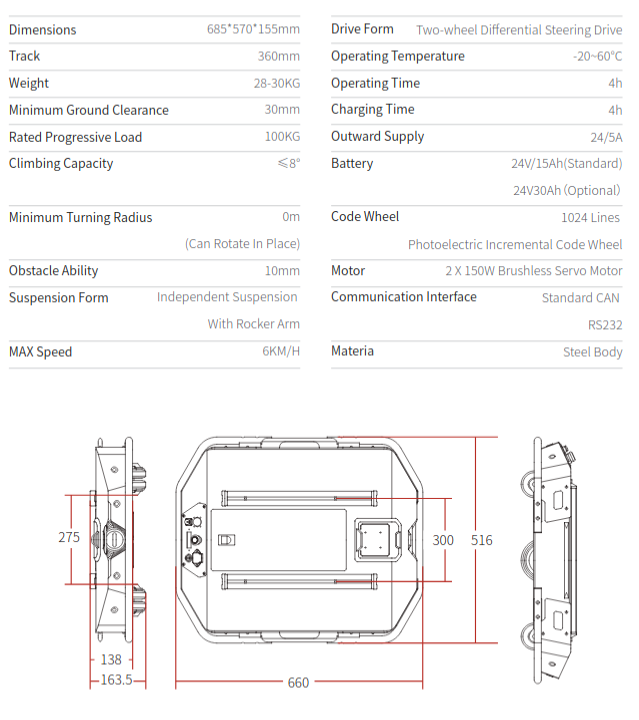 Dimensions 685*570*155mm
Track 360mm
Weight 28-30KG
Minimum Ground Clearance 30mm
Rated Progressive Load 100KG
Climbing Capacity ≤8°
Minimum Turning Radius 0m
(Can Rotate In Place)
Obstacle Ability 10mm
Suspension Form Independent Suspension
With Rocker Arm
MAX Speed 6KM/H
Drive Form Two-wheel Differential Steering Drive
Operating Temperature -20~60°C
Operating Time 4h
Charging Time 4h
Outward Supply 24/5A
Battery 24V/15Ah(Standard)
24V30Ah (Optional)
Code Wheel 1024 Lines
Photoelectric Incremental Code Wheel
Motor 2 X 150W Brushless Servo Motor
Communication Interface Standard CAN
RS232
Materia Steel Body
275
138
163.5
300
516
660